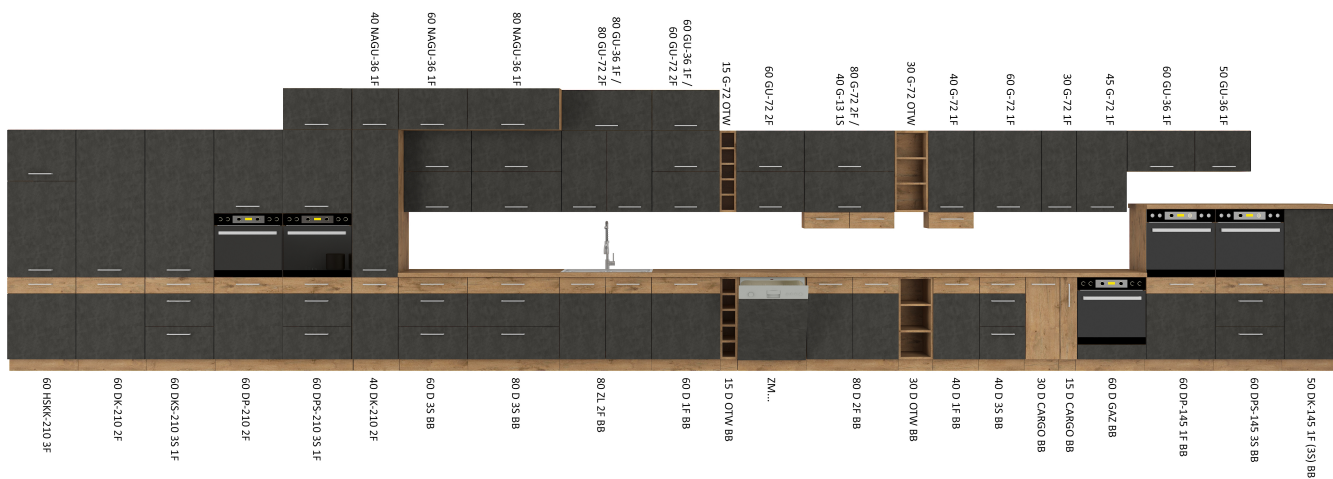 40 NAGU-36 1F
60 NAGU-36 1F
80 NAGU-36 1F
80 GU-36 1F /
80 GU-72 2F
60 GU-36 1F /
60 GU-72 2F
15 G-72 OTW
60 GU-72 2F
80 G-72 2F /
40 G-13 1S
30 G-72 OTW
40 G-72 1F
60 G-72 1F
30 G-72 1F
45 G-72 1F
60 GU-36 1F
50 GU-36 1F
60 HSKK-210 3F
60 DK-210 2F
60 DKS-210 3S 1F
60 DP-210 2F
60 DPS-210 3S 1F
40 DK-210 2F
60 D 3S BB
80 D 3S BB
80 ZL 2F BB
60 D 1F BB
15 D OTW BB
ZM...
80 D 2F BB
30 D OTW BB
40 D 1F BB
40 D 3S BB
30 D CARGO BB
15 D CARGO BB
60 D GAZ BB
60 DP-145 1F BB
60 DPS-145 3S BB
50 DK-145 1F (3S) BB